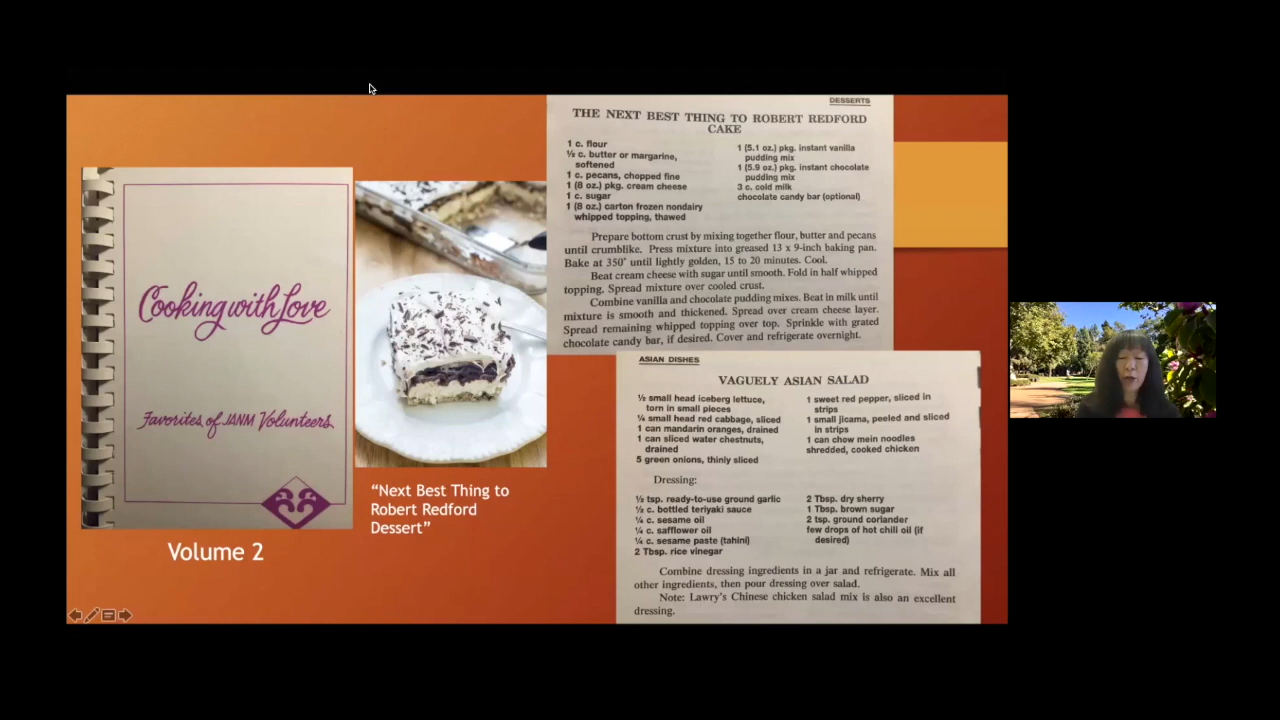 Cooking with Love
Favorites of JANM Volunteers
Volume 2
“Next Best Thing to
Robert Redford
Dessert”
DESSERTS
THE NEXT BEST THING TO ROBERT REDFORD
CAKE
1 c. flour
½ c. butter or margarine,
softened
1 c. pecans, chopped fine
1 (8 oz.) pkg. cream cheese
1 c. sugar
1 (8 oz.) carton frozen nondairy
whipped topping, thawed
1 (5.1 oz.) pkg. instant vanilla
pudding mix
1 (5.9 oz.) pkg. instant chocolate
pudding mix
3 c. cold milk
chocolate candy bar (optional)
Prepare bottom crust by mixing together flour, butter and pecans
until crumblike. Press mixture into greased 13 x 9-inch baking pan.
Bake at 350° until lightly golden, 15 to 20 minutes. Cool.
Beat cream cheese with sugar until smooth. Fold in half whipped
topping. Spread mixture over cooled crust.
Combine vanilla and chocolate pudding mixes. Beat in milk until
mixture is smooth and thickened. Spread over cream cheese layer.
Spread remaining whipped topping over top. Sprinkle with grated
chocolate candy bar, if desired. Cover and refrigerate overnight.
ASIAN DISHES
VAGUELY ASIAN SALAD
½ small head iceberg lettuce,
torn in small pieces
¼ small head red cabbage, sliced
1 can mandarin oranges, drained
1 can sliced water chestnuts,
drained
5 green onions, thinly sliced
1 sweet red pepper, sliced in
strips
1 small jicama, peeled and sliced
in strips
1 can chow mein noodles
shredded, cooked chicken
Dressing:
½ tsp. ready-to-use ground garlic
½ c. bottled teriyaki sauce
¼ c. sesame oil
¼ c. safflower oil
¼ c. sesame paste (tahini)
2 Tbsp. rice vinegar
2 Tbsp. dry sherry
1 Tbsp. brown sugar
2 tsp. ground coriander
few drops of hot chili oil (if
desired)
Combine dressing ingredients in a jar and refrigerate. Mix all
other ingredients, then pour dressing over salad.
Note: Lawry's Chinese chicken salad mix is also an excellent
dressing.